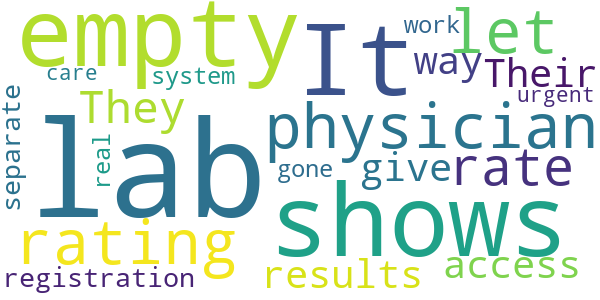 empty It work let
way Their
care system urgent
They
separate real lab physician
gone give rate
rating shows
results access
registration